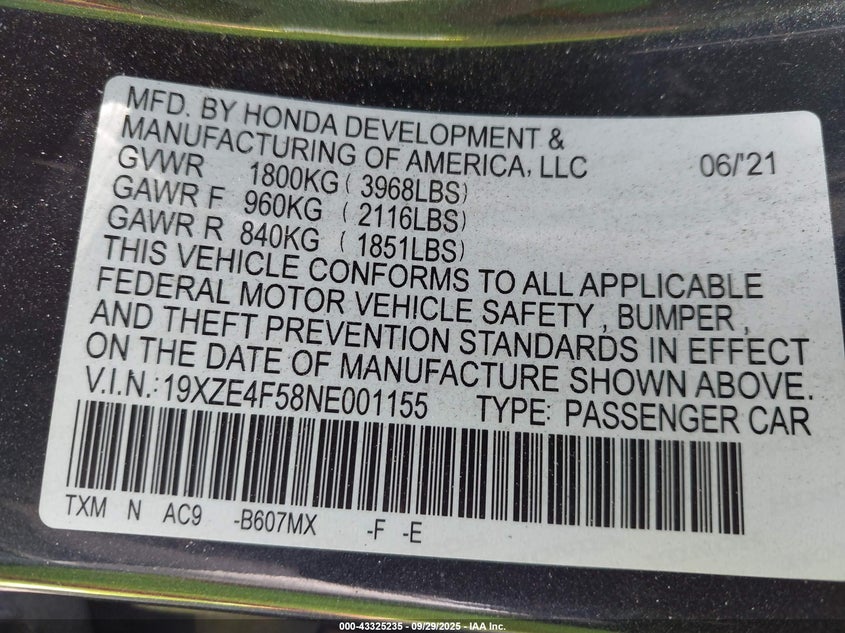 MFD. BY HONDA DEVELOPMENT &
MANUFACTURING OF AMERICA, LLC 06/'21
GVWR 1800KG ( 3968LBS)
GAWR F 960KG ( 2116LBS)
GAWR R 840KG ( 1851LBS)
THIS VEHICLE CONFORMS TO ALL APPLICABLE
FEDERAL MOTOR VEHICLE SAFETY , BUMPER ,
AND THEFT PREVENTION STANDARDS IN EFFECT
ON THE DATE OF MANUFACTURE SHOWN ABOVE.
V.I.N.: 19XZE4F58NE001155 TYPE: PASSENGER CAR
TXM N AC9 -B607MX -F -E
000-43325235 - 09/29/2025 - IAA Inc.